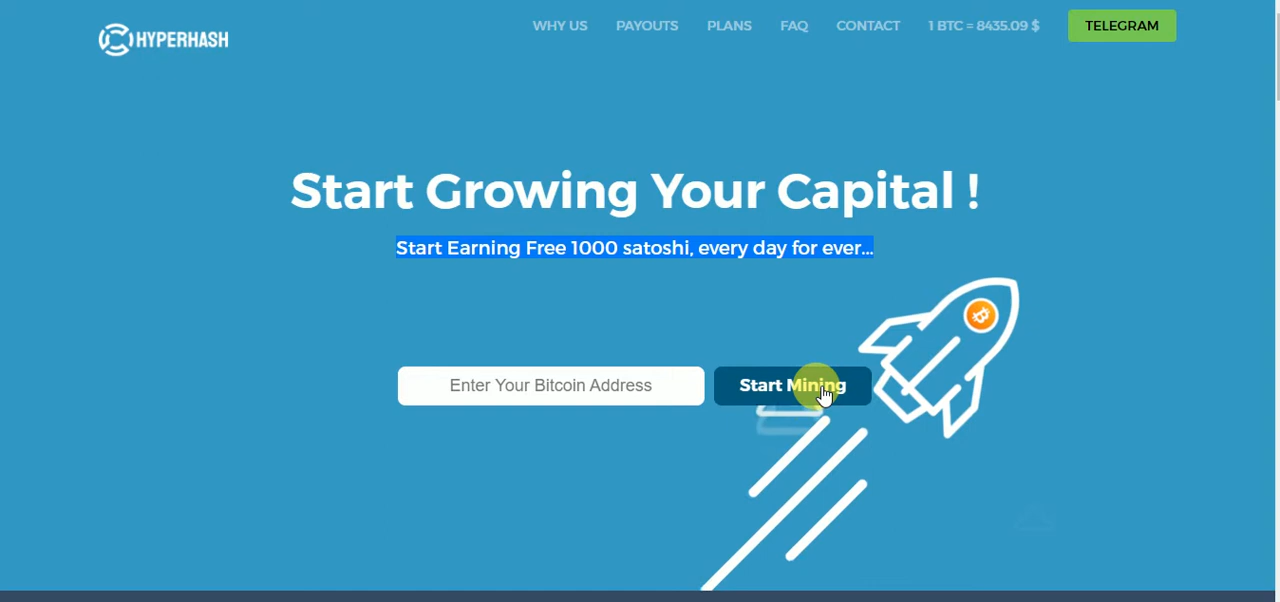 HYPERHASH
WHY US PAYOUTS PLANS FAQ CONTACT 1 BTC = 8435.09 $ TELEGRAM
Start Growing Your Capital !
Start Earning Free 1000 satoshi, every day for ever...
Enter Your Bitcoin Address Start Mining